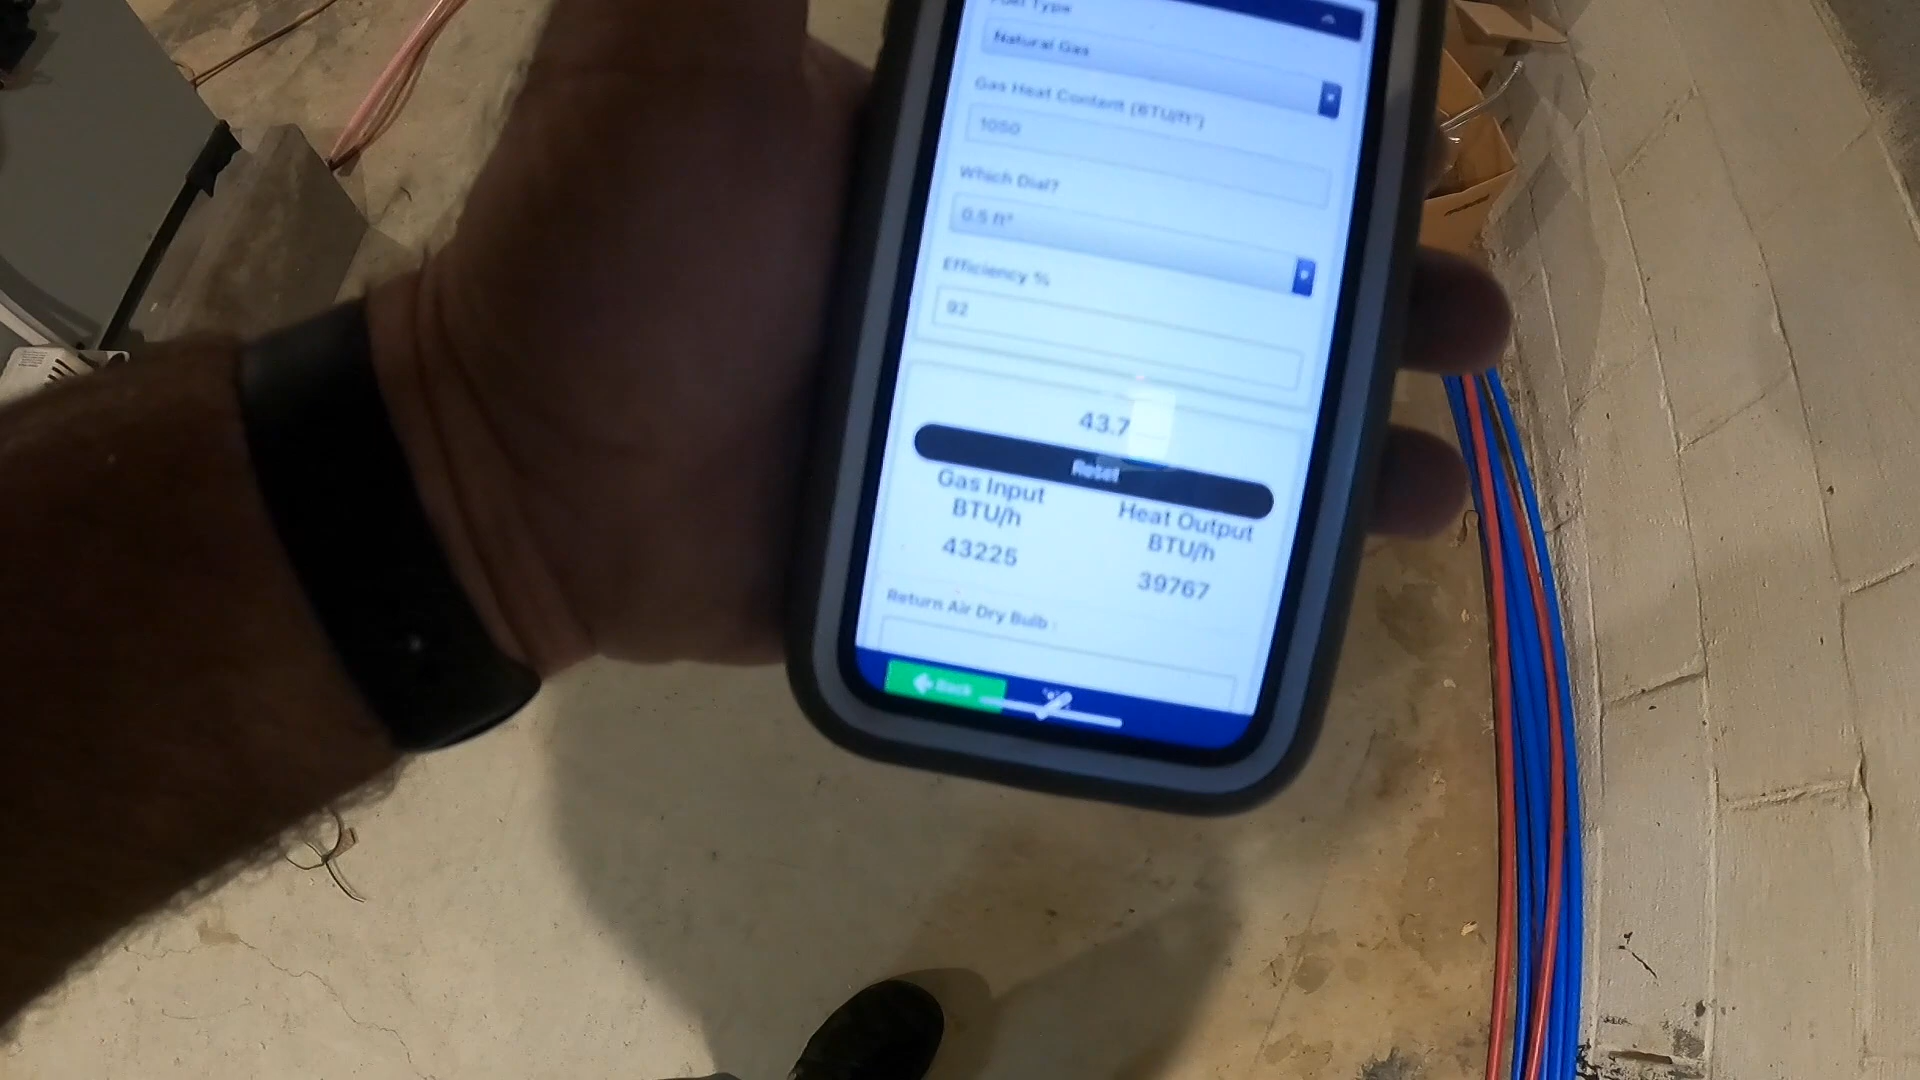 Fuel Type
Natural Gas
Gas Heat Content (BTU/ft³)
1050
Which Dial?
0.5 ft³
Efficiency %
92
43.7
Reset
Gas Input
BTU/h
43225
Heat Output
BTU/h
39767
Return Air Dry Bulb :
Back